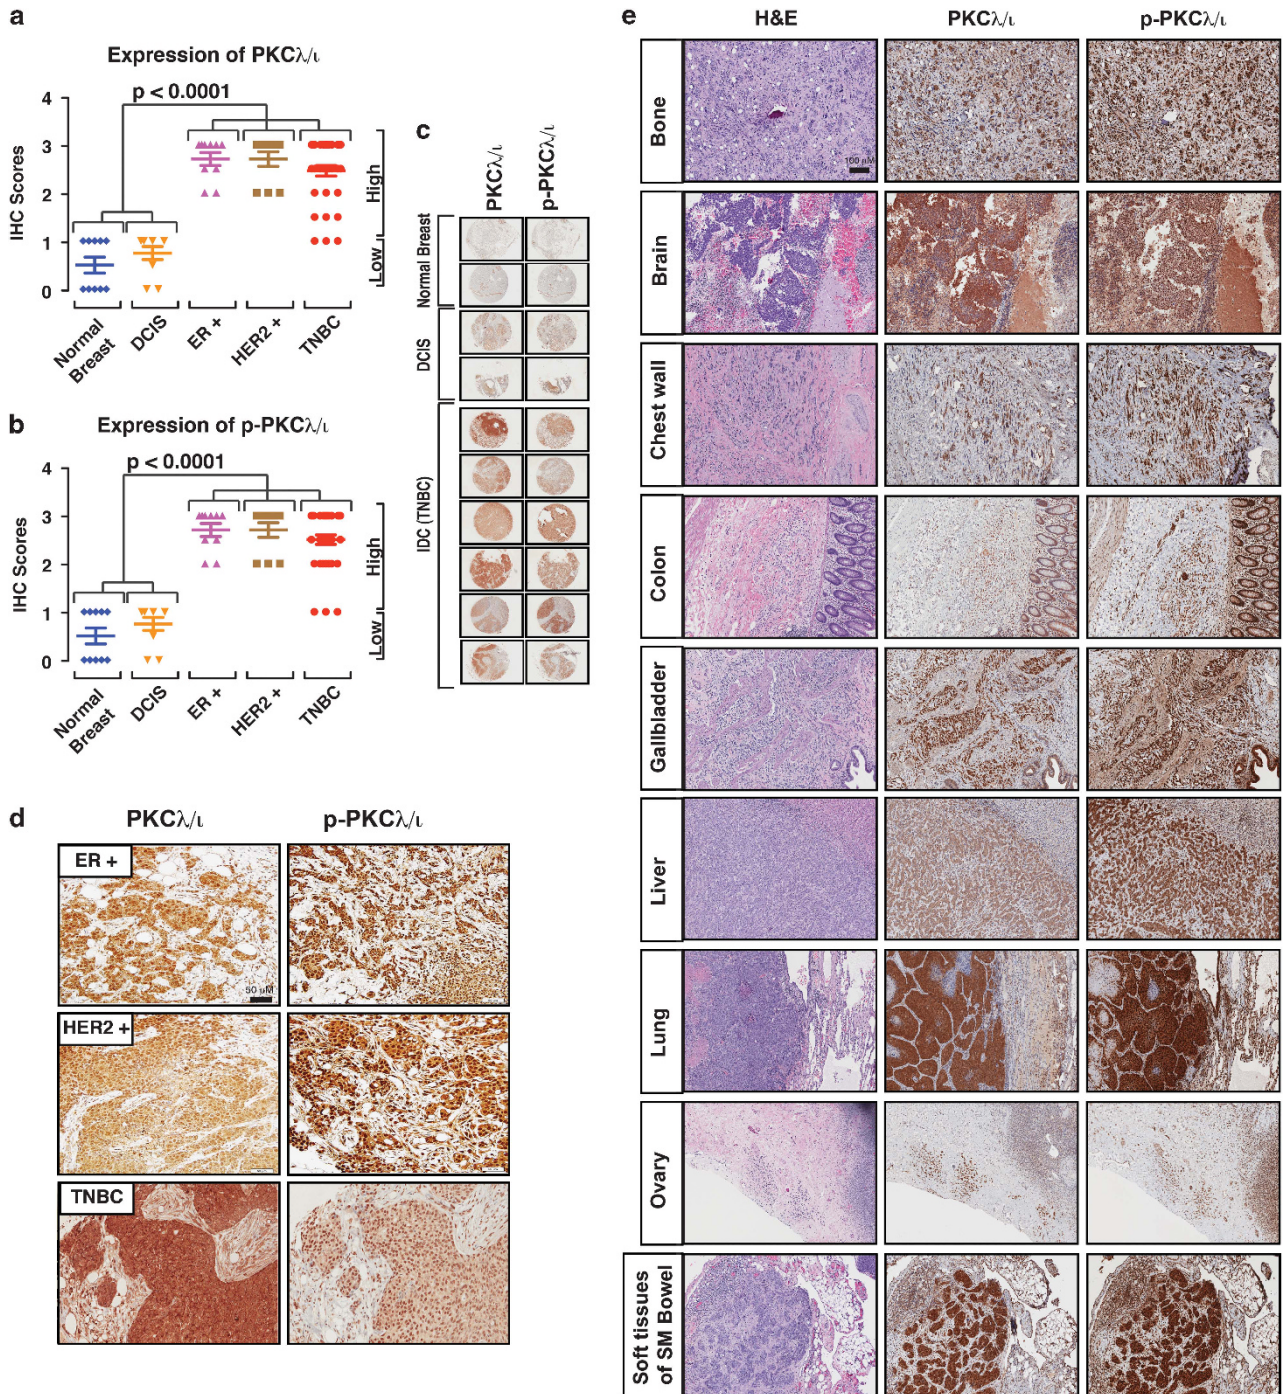 a
Expression of PKCλ/ι
p < 0.0001
IHC Scores
4
3
2
1
0
High
Low
Normal
Breast
DCIS
ER +
HER2 +
TNBC
b
Expression of p-PKCλ/ι
p < 0.0001
IHC Scores
4
3
2
1
0
High
Low
Normal
Breast
DCIS
ER +
HER2 +
TNBC
c
PKCλ/ι
p-PKCλ/ι
Normal Breast
DCIS
IDC (TNBC)
d
PKCλ/ι
p-PKCλ/ι
ER +
50 µM
HER2 +
TNBC
e
H&E
PKCλ/ι
p-PKCλ/ι
Bone
100 µM
Brain
Chest wall
Colon
Gallbladder
Liver
Lung
Ovary
Soft tissues
of SM Bowel